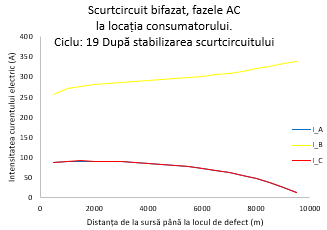 Scurtcircuit bifazat, fazele AC
la locația consumatorului.
Ciclu: 19 După stabilizarea scurtcircuitului
Intensitatea curentului electric (A)
400
350
300
250
200
150
100
50
0
0 2000 4000 6000 8000 10000
Distanța de la sursă până la locul de defect (m)
I_A
I_B
I_C